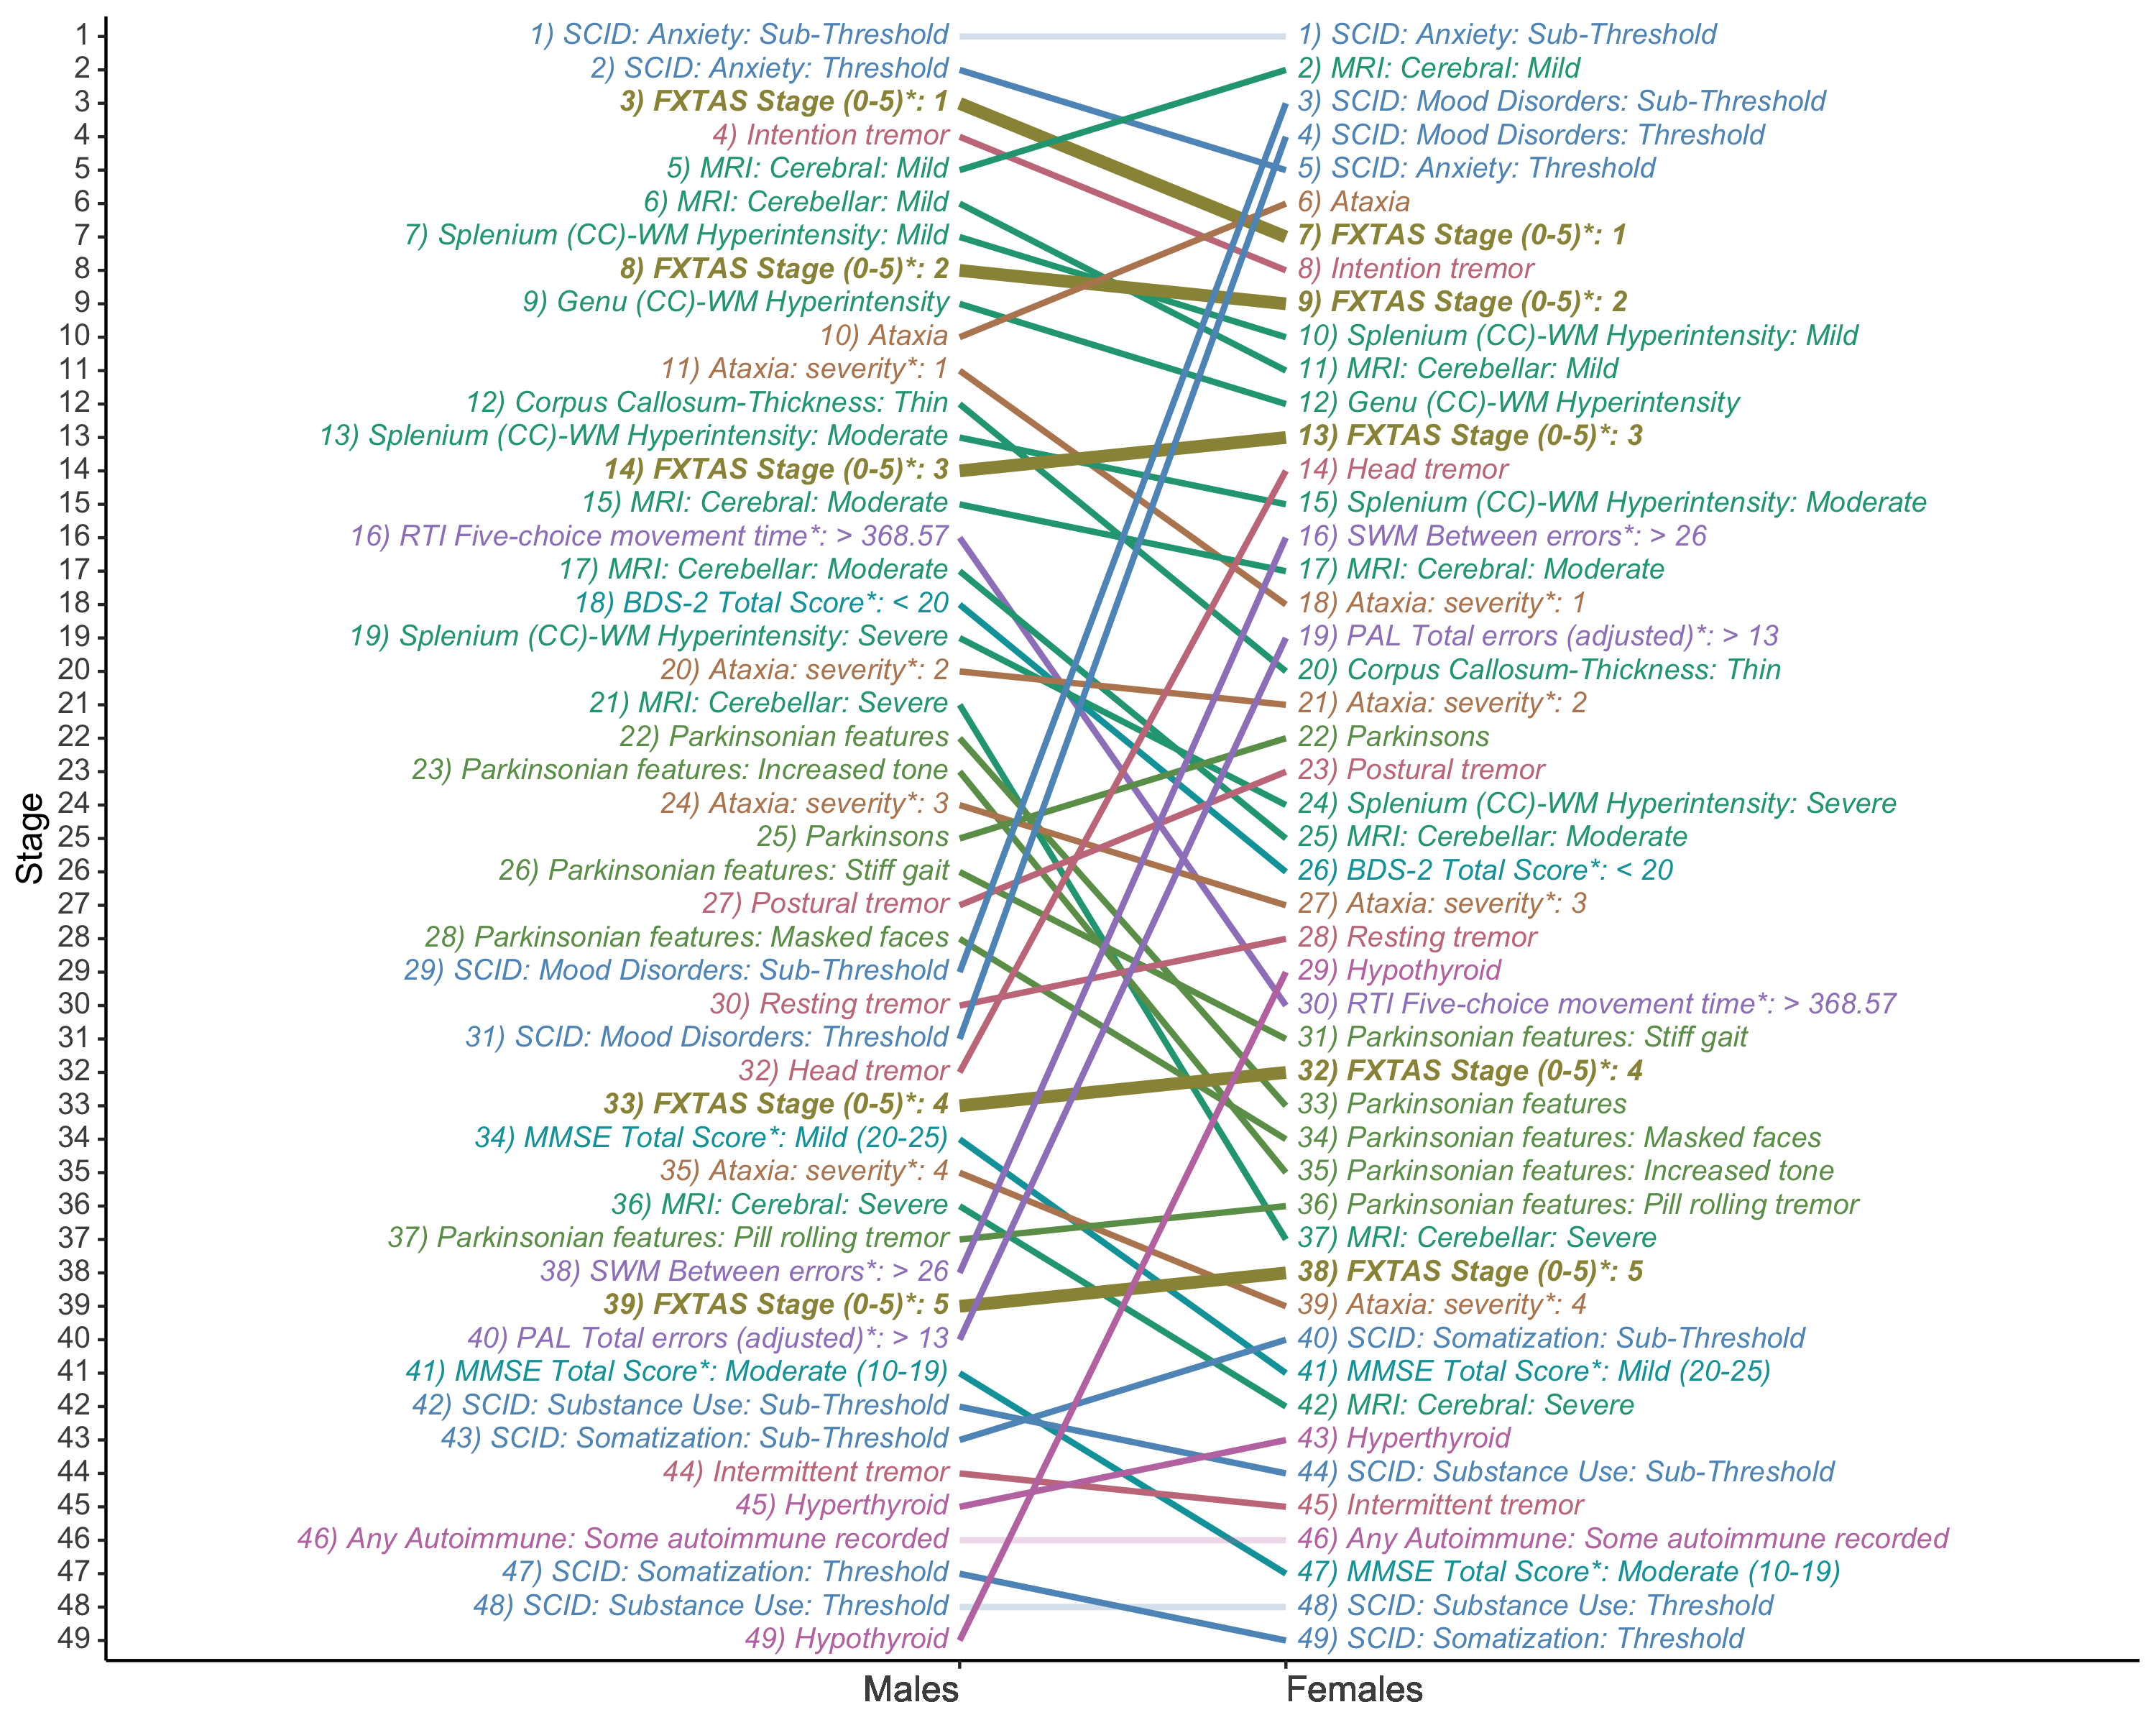 Stage
1
2
3
4
5
6
7
8
9
10
11
12
13
14
15
16
17
18
19
20
21
22
23
24
25
26
27
28
29
30
31
32
33
34
35
36
37
38
39
40
41
42
43
44
45
46
47
48
49
1) SCID: Anxiety: Sub-Threshold
2) SCID: Anxiety: Threshold
3) FXTAS Stage (0-5)*: 1
4) Intention tremor
5) MRI: Cerebral: Mild
6) MRI: Cerebellar: Mild
7) Splenium (CC)-WM Hyperintensity: Mild
8) FXTAS Stage (0-5)*: 2
9) Genu (CC)-WM Hyperintensity
10) Ataxia
11) Ataxia: severity*: 1
12) Corpus Callosum-Thickness: Thin
13) Splenium (CC)-WM Hyperintensity: Moderate
14) FXTAS Stage (0-5)*: 3
15) MRI: Cerebral: Moderate
16) RTI Five-choice movement time*: > 368.57
17) MRI: Cerebellar: Moderate
18) BDS-2 Total Score*: < 20
19) Splenium (CC)-WM Hyperintensity: Severe
20) Ataxia: severity*: 2
21) MRI: Cerebellar: Severe
22) Parkinsonian features
23) Parkinsonian features: Increased tone
24) Ataxia: severity*: 3
25) Parkinsons
26) Parkinsonian features: Stiff gait
27) Postural tremor
28) Parkinsonian features: Masked faces
29) SCID: Mood Disorders: Sub-Threshold
30) Resting tremor
31) SCID: Mood Disorders: Threshold
32) Head tremor
33) FXTAS Stage (0-5)*: 4
34) MMSE Total Score*: Mild (20-25)
35) Ataxia: severity*: 4
36) MRI: Cerebral: Severe
37) Parkinsonian features: Pill rolling tremor
38) SWM Between errors*: > 26
39) FXTAS Stage (0-5)*: 5
40) PAL Total errors (adjusted)*: > 13
41) MMSE Total Score*: Moderate (10-19)
42) SCID: Substance Use: Sub-Threshold
43) SCID: Somatization: Sub-Threshold
44) Intermittent tremor
45) Hyperthyroid
46) Any Autoimmune: Some autoimmune recorded
47) SCID: Somatization: Threshold
48) SCID: Substance Use: Threshold
49) Hypothyroid
1) SCID: Anxiety: Sub-Threshold
2) MRI: Cerebral: Mild
3) SCID: Mood Disorders: Sub-Threshold
4) SCID: Mood Disorders: Threshold
5) SCID: Anxiety: Threshold
6) Ataxia
7) FXTAS Stage (0-5)*: 1
8) Intention tremor
9) FXTAS Stage (0-5)*: 2
10) Splenium (CC)-WM Hyperintensity: Mild
11) MRI: Cerebellar: Mild
12) Genu (CC)-WM Hyperintensity
13) FXTAS Stage (0-5)*: 3
14) Head tremor
15) Splenium (CC)-WM Hyperintensity: Moderate
16) SWM Between errors*: > 26
17) MRI: Cerebral: Moderate
18) Ataxia: severity*: 1
19) PAL Total errors (adjusted)*: > 13
20) Corpus Callosum-Thickness: Thin
21) Ataxia: severity*: 2
22) Parkinsons
23) Postural tremor
24) Splenium (CC)-WM Hyperintensity: Severe
25) MRI: Cerebellar: Moderate
26) BDS-2 Total Score*: < 20
27) Ataxia: severity*: 3
28) Resting tremor
29) Hypothyroid
30) RTI Five-choice movement time*: > 368.57
31) Parkinsonian features: Stiff gait
32) FXTAS Stage (0-5)*: 4
33) Parkinsonian features
34) Parkinsonian features: Masked faces
35) Parkinsonian features: Increased tone
36) Parkinsonian features: Pill rolling tremor
37) MRI: Cerebellar: Severe
38) FXTAS Stage (0-5)*: 5
39) Ataxia: severity*: 4
40) SCID: Somatization: Sub-Threshold
41) MMSE Total Score*: Mild (20-25)
42) MRI: Cerebral: Severe
43) Hyperthyroid
44) SCID: Substance Use: Sub-Threshold
45) Intermittent tremor
46) Any Autoimmune: Some autoimmune recorded
47) MMSE Total Score*: Moderate (10-19)
48) SCID: Substance Use: Threshold
49) SCID: Somatization: Threshold
Males
Females